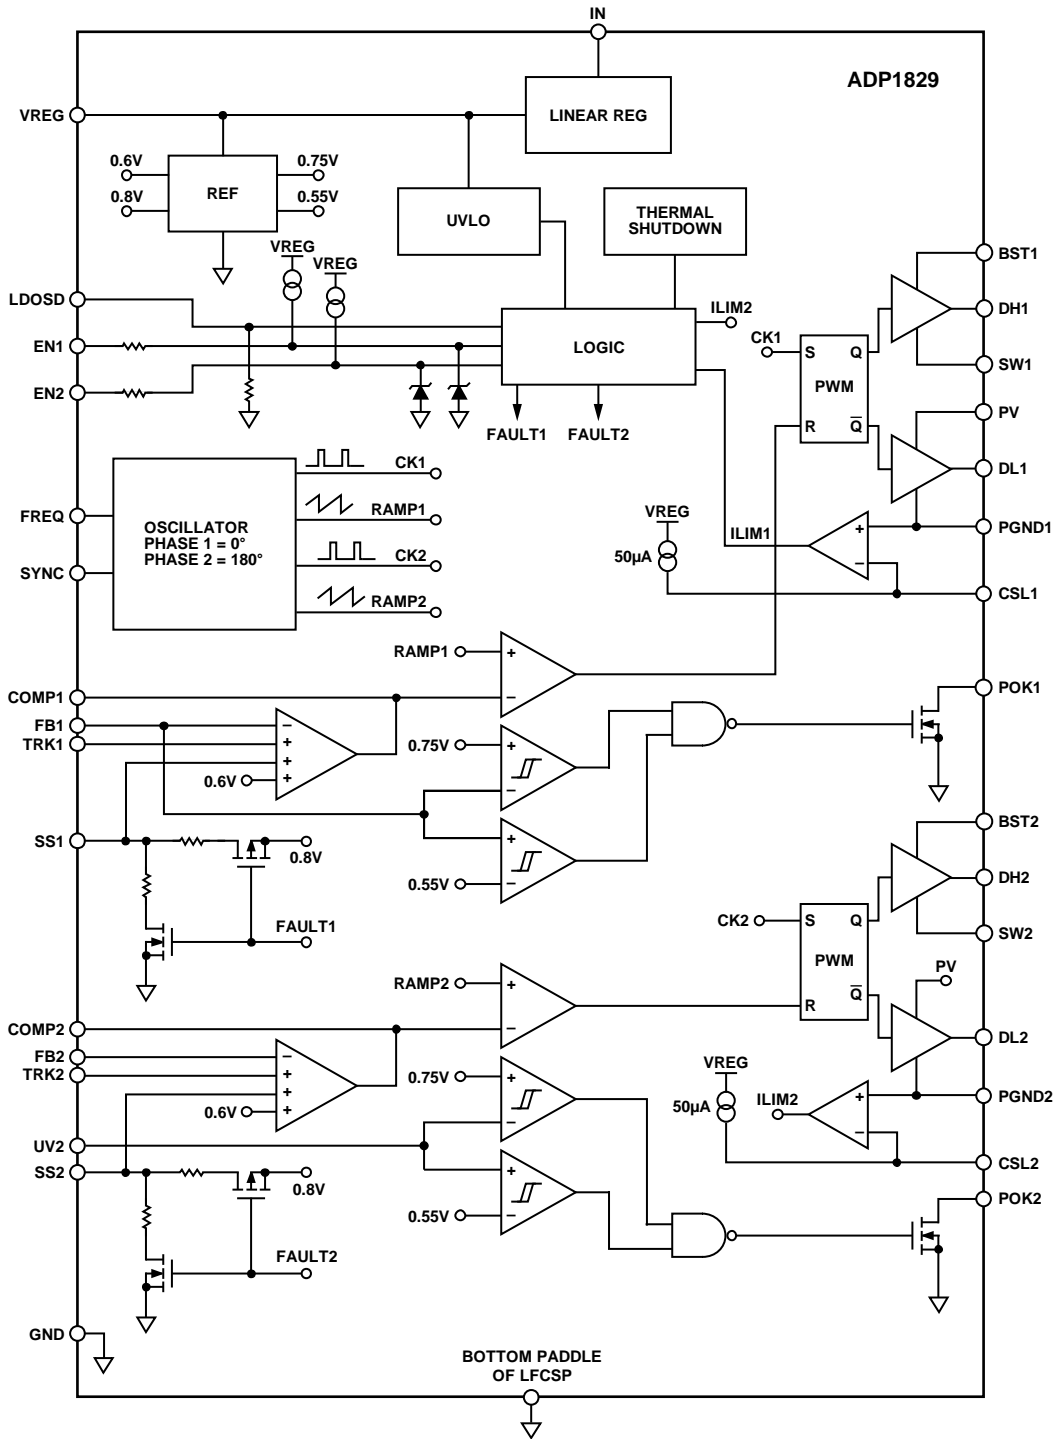 IN
ADP1829
VREG
LINEAR REG
0.6V
0.75V
REF
0.8V
0.55V
UVLO
THERMAL
SHUTDOWN
VREG
VREG
BST1
LDOSD
ILIM2
DH1
EN1
LOGIC
CK1
S
Q
SW1
EN2
PWM
PV
FAULT1
FAULT2
R
Q
CK1
DL1
FREQ
OSCILLATOR
PHASE 1 = 0°
PHASE 2 = 180°
RAMP1
VREG
+
PGND1
ILIM1
CK2
50µA
–
SYNC
CSL1
RAMP2
RAMP1
+
COMP1
–
POK1
FB1
–
TRK1
+
0.75V
+
+
0.6V
+
–
SS1
0.8V
+
BST2
0.55V
–
DH2
FAULT1
CK2
S
Q
SW2
PWM
PV
RAMP2
+
R
Q
COMP2
–
DL2
FB2
–
TRK2
+
0.75V
+
VREG
+
0.6V
+
50µA
ILIM2
+
PGND2
–
–
UV2
SS2
0.8V
+
CSL2
0.55V
–
POK2
FAULT2
GND
BOTTOM PADDLE
OF LFCSP